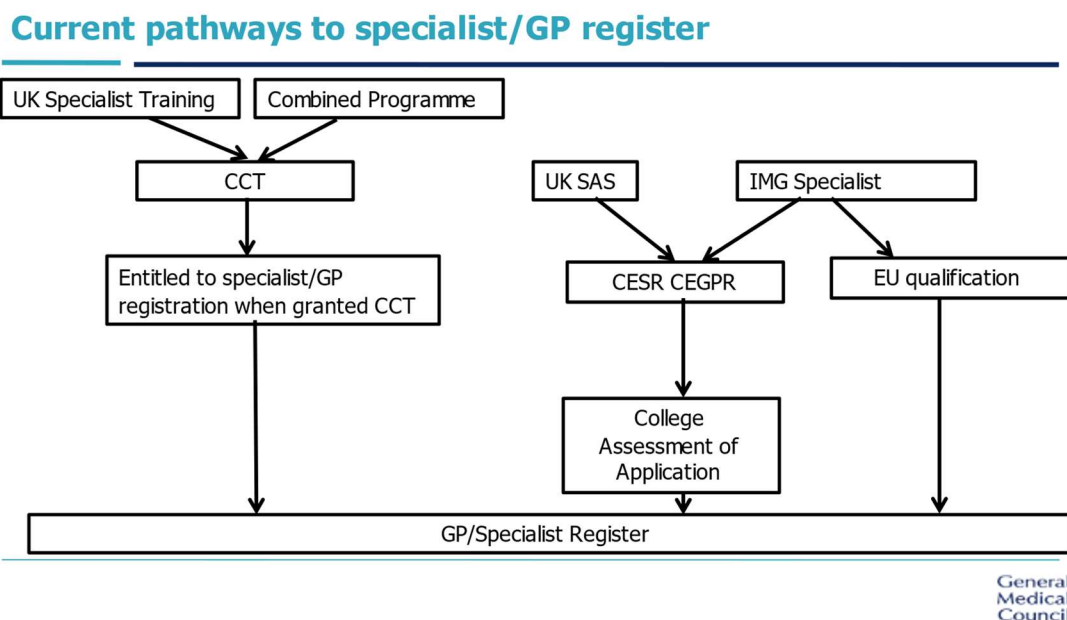 Current pathways to specialist/GP register
UK Specialist Training
Combined Programme
CCT
UK SAS
IMG Specialist
Entitled to specialist/GP
registration when granted CCT
CESR CEGPR
EU qualification
College
Assessment of
Application
GP/Specialist Register
General
Medical
Council